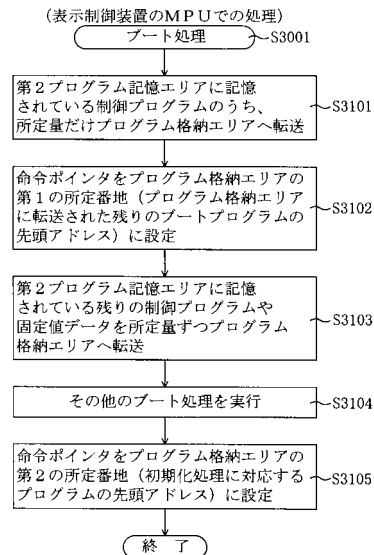 (表示制御装置のＭＰＵでの処理)
ブート処理
S3001
第２プログラム記憶エリアに記憶
されている制御プログラムのうち、
所定量だけプログラム格納エリアへ転送
S3101
命令ポインタをプログラム格納エリアの
第１の所定番地（プログラム格納エリア
に転送された残りのブートプログラムの
先頭アドレス）に設定
S3102
第２プログラム記憶エリアに記憶
されている残りの制御プログラムや
固定値データを所定量ずつプログラム
格納エリアへ転送
S3103
その他のブート処理を実行
S3104
命令ポインタをプログラム格納エリアの
第２の所定番地（初期化処理に対応する
プログラムの先頭アドレス）に設定
S3105
終 了